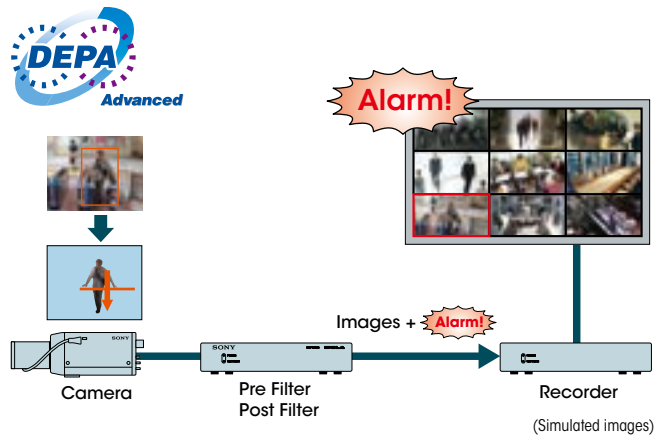 DEPA
Advanced
Alarm!
Images + Alarm!
SONY
SONY
Camera
Pre Filter
Post Filter
Recorder
(Simulated images)